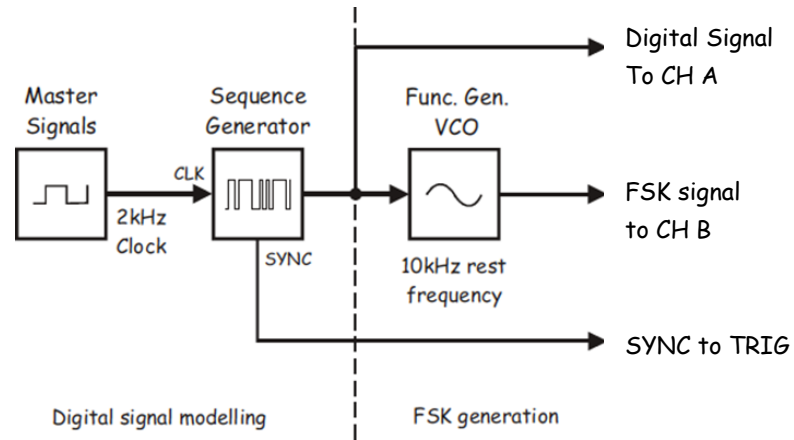 Digital Signal
To CH A
Master
Signals
Sequence
Generator
Func. Gen.
VCO
CLK
2kHz
Clock
SYNC
10kHz rest
frequency
FSK signal
to CH B
SYNC to TRIG
Digital signal modelling
FSK generation